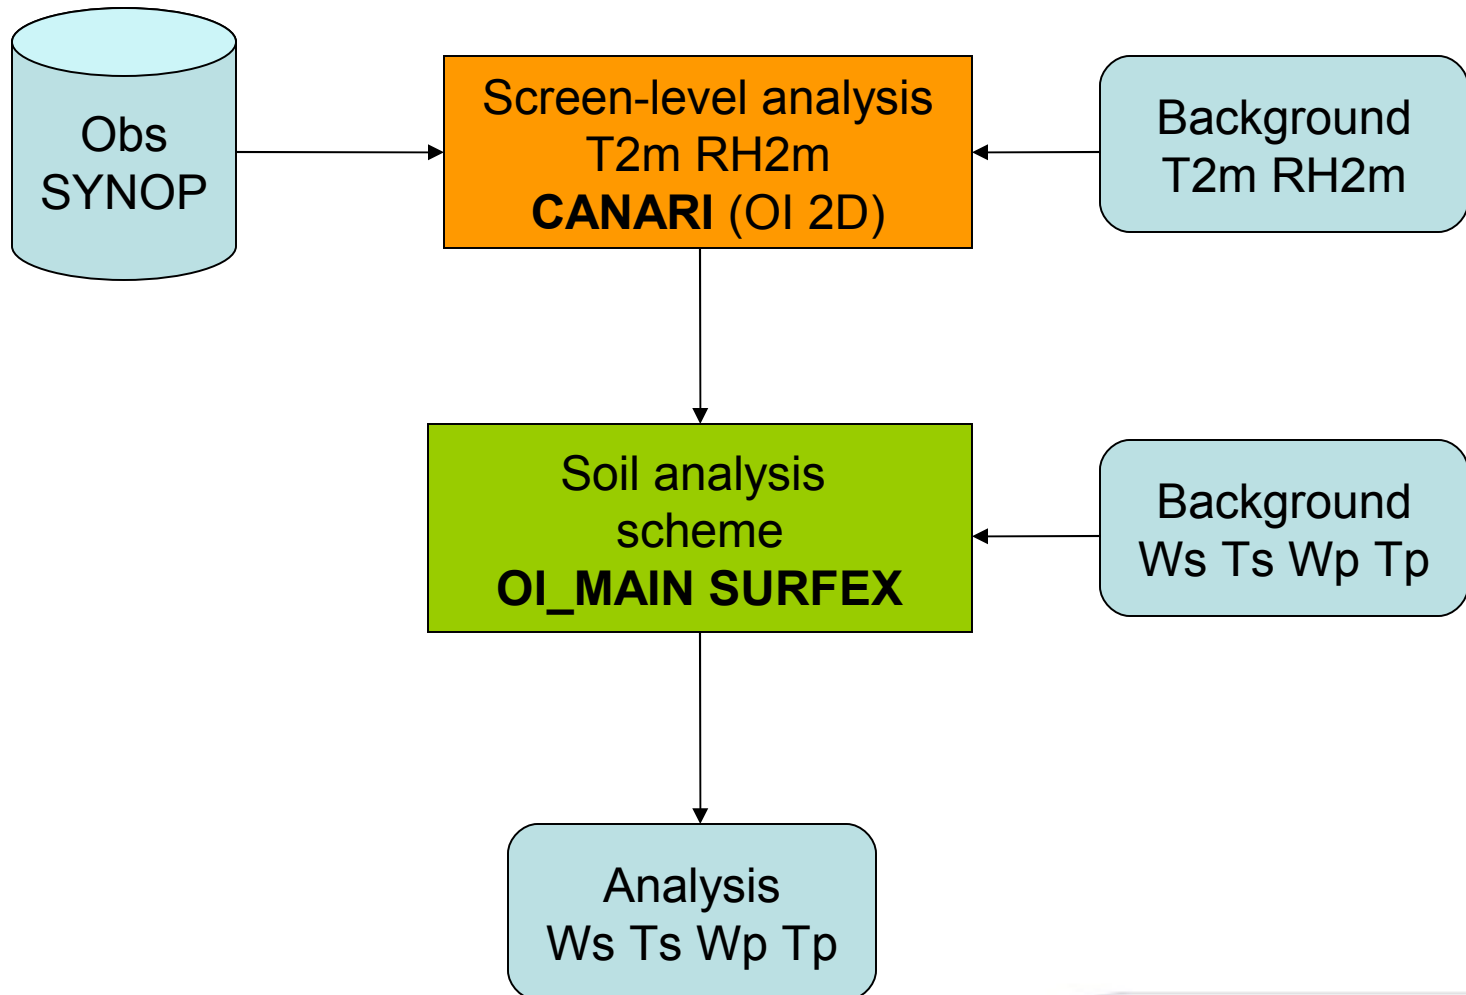 Obs
SYNOP
Screen-level analysis
T2m RH2m
CANARI (OI 2D)
Background
T2m RH2m
Soil analysis
scheme
OI_MAIN SURFEX
Background
Ws Ts Wp Tp
Analysis
Ws Ts Wp Tp